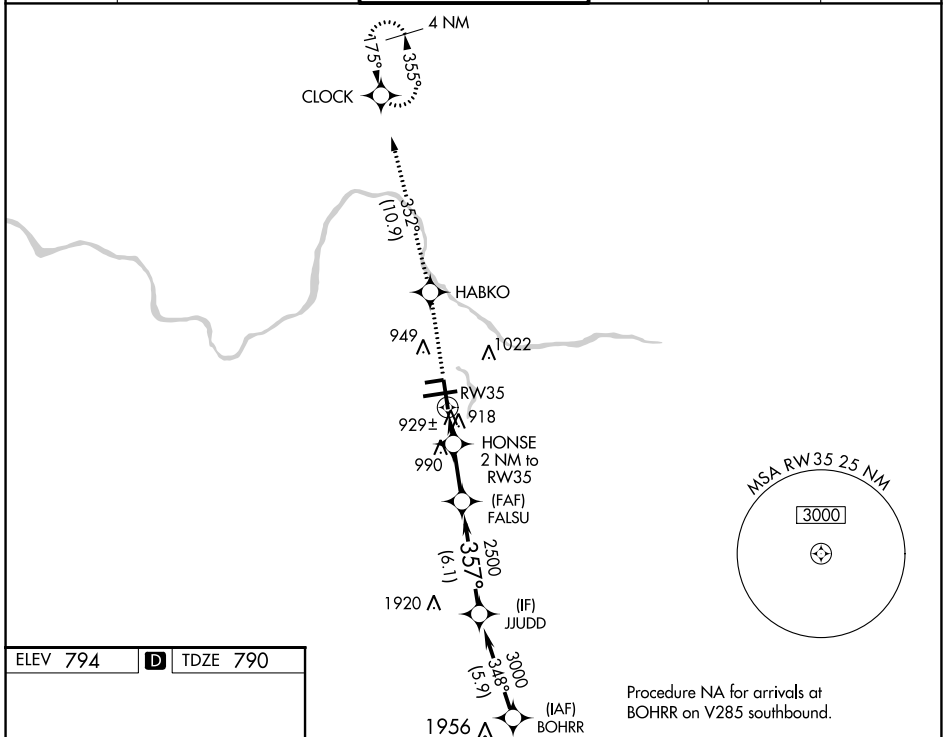 4 NM
175°
355°
CLOCK
352°
(10.9)
HABKO
949
1022
RW35
929±
918
HONSE
2 NM to
RW35
990
(FAF)
FALSU
MSA RW35 25 NM
3000
2500
357°
(6.1)
1920
(IF)
JJUDD
3000
348°
(5.9)
ELEV 794 D TDZE 790
(IAF)
BOHRR
1956
Procedure NA for arrivals at
BOHRR on V285 southbound.